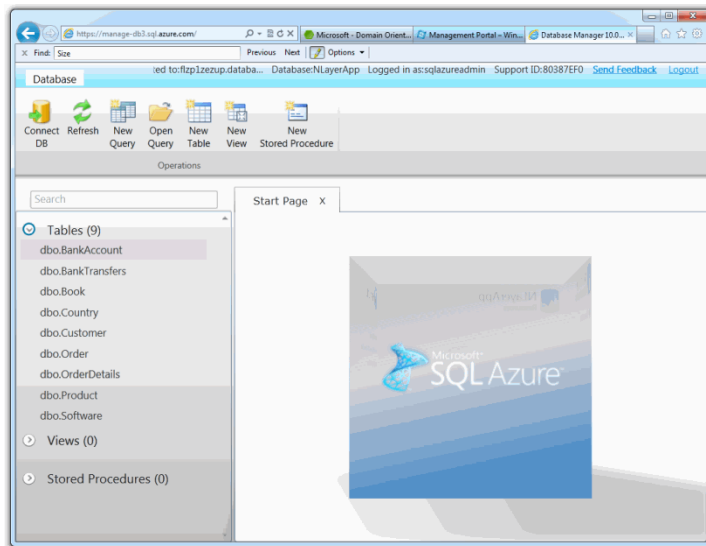 https://manage-db3.sql.azure.com/
Microsoft - Domain Orient...
Management Portal – Win...
Database Manager 10.0...
x Find: Size
Previous Next Options
Database
:ed to:flzp1zezup.databa... Database:NLayerApp Logged in as:sqlazureadmin Support ID:80387EF0 Send Feedback Logout
Connect DB
Refresh
New Query
Open Query
New Table
New View
New Stored Procedure
Operations
Search
Start Page X
Tables (9)
dbo.BankAccount
dbo.BankTransfers
dbo.Book
dbo.Country
dbo.Customer
dbo.Order
dbo.OrderDetails
dbo.Product
dbo.Software
Views (0)
Stored Procedures (0)
Microsoft
SQL Azure